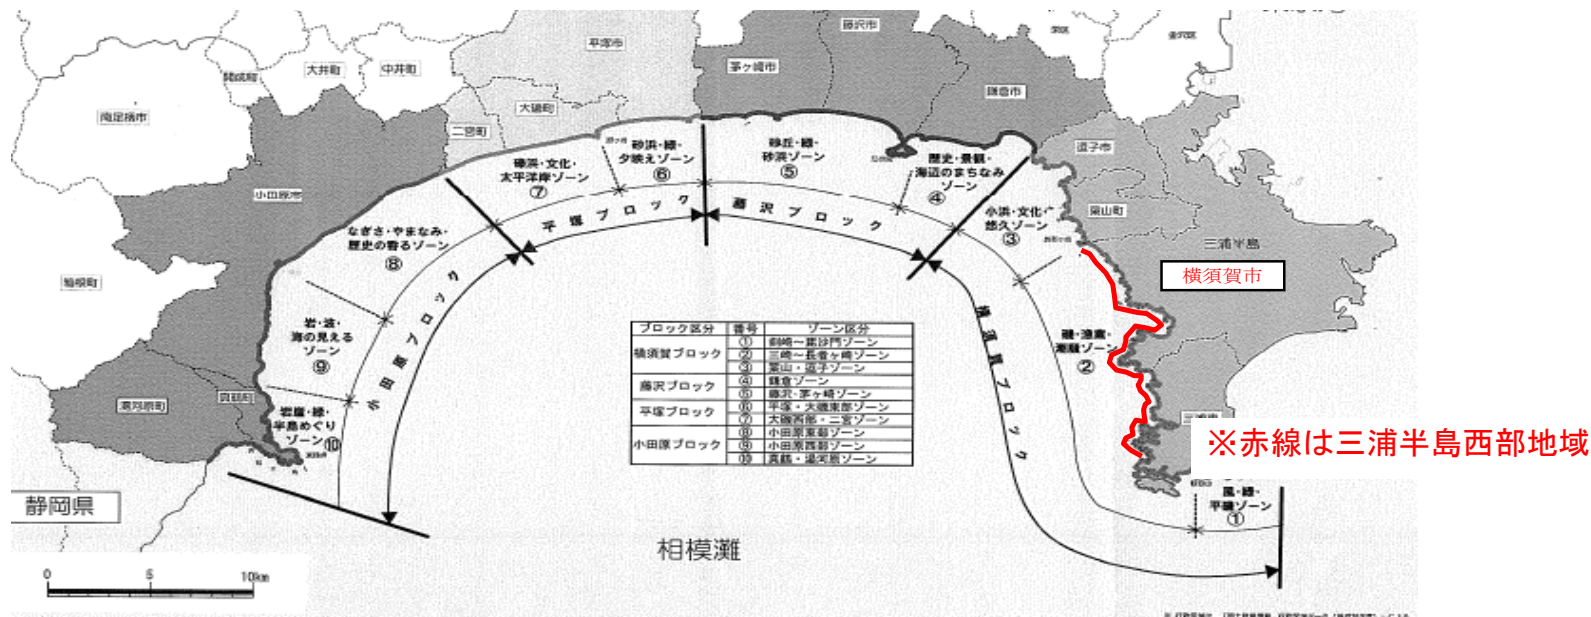 藤沢市
栄区
金沢区
平塚市
茅ヶ崎市
鎌倉市
開成町
大井町
中井町
南足柄市
大磯町
二宮町
逗子市
小田原市
葉山町
箱根町
三浦半島
横須賀市
湯河原町
真鶴町
三浦市
静岡県
相模灘
砂浜・緑・
夕映えゾーン
⑥
砂丘・緑・
砂浜ゾーン
⑤
歴史・景観・
海辺のまちなみ
ゾーン
④
礫浜・文化・
太平洋岸ゾーン
⑦
小浜・文化・
悠久ゾーン
③
なぎさ・やまなみ・
歴史の香るゾーン
⑧
岩・波・
海の見える
ゾーン
⑨
岩崖・緑・
半島めぐり
ゾーン⑩
磯・漁業・
潮騒ゾーン
②
風・緑・
平磯ゾーン
①
平塚ブロック
藤沢ブロック
小田原ブロック
横須賀ブロック
ブロック区分 番号 ゾーン区分
横須賀ブロック ① 剣崎～毘沙門ゾーン
② 三崎～長者ヶ崎ゾーン
③ 葉山・逗子ゾーン
藤沢ブロック ④ 鎌倉ゾーン
⑤ 藤沢・茅ヶ崎ゾーン
平塚ブロック ⑥ 平塚・大磯東部ゾーン
⑦ 大磯西部・二宮ゾーン
小田原ブロック ⑧ 小田原東部ゾーン
⑨ 小田原西部ゾーン
⑩ 真鶴・湯河原ゾーン
※赤線は三浦半島西部地域
0 5 10km